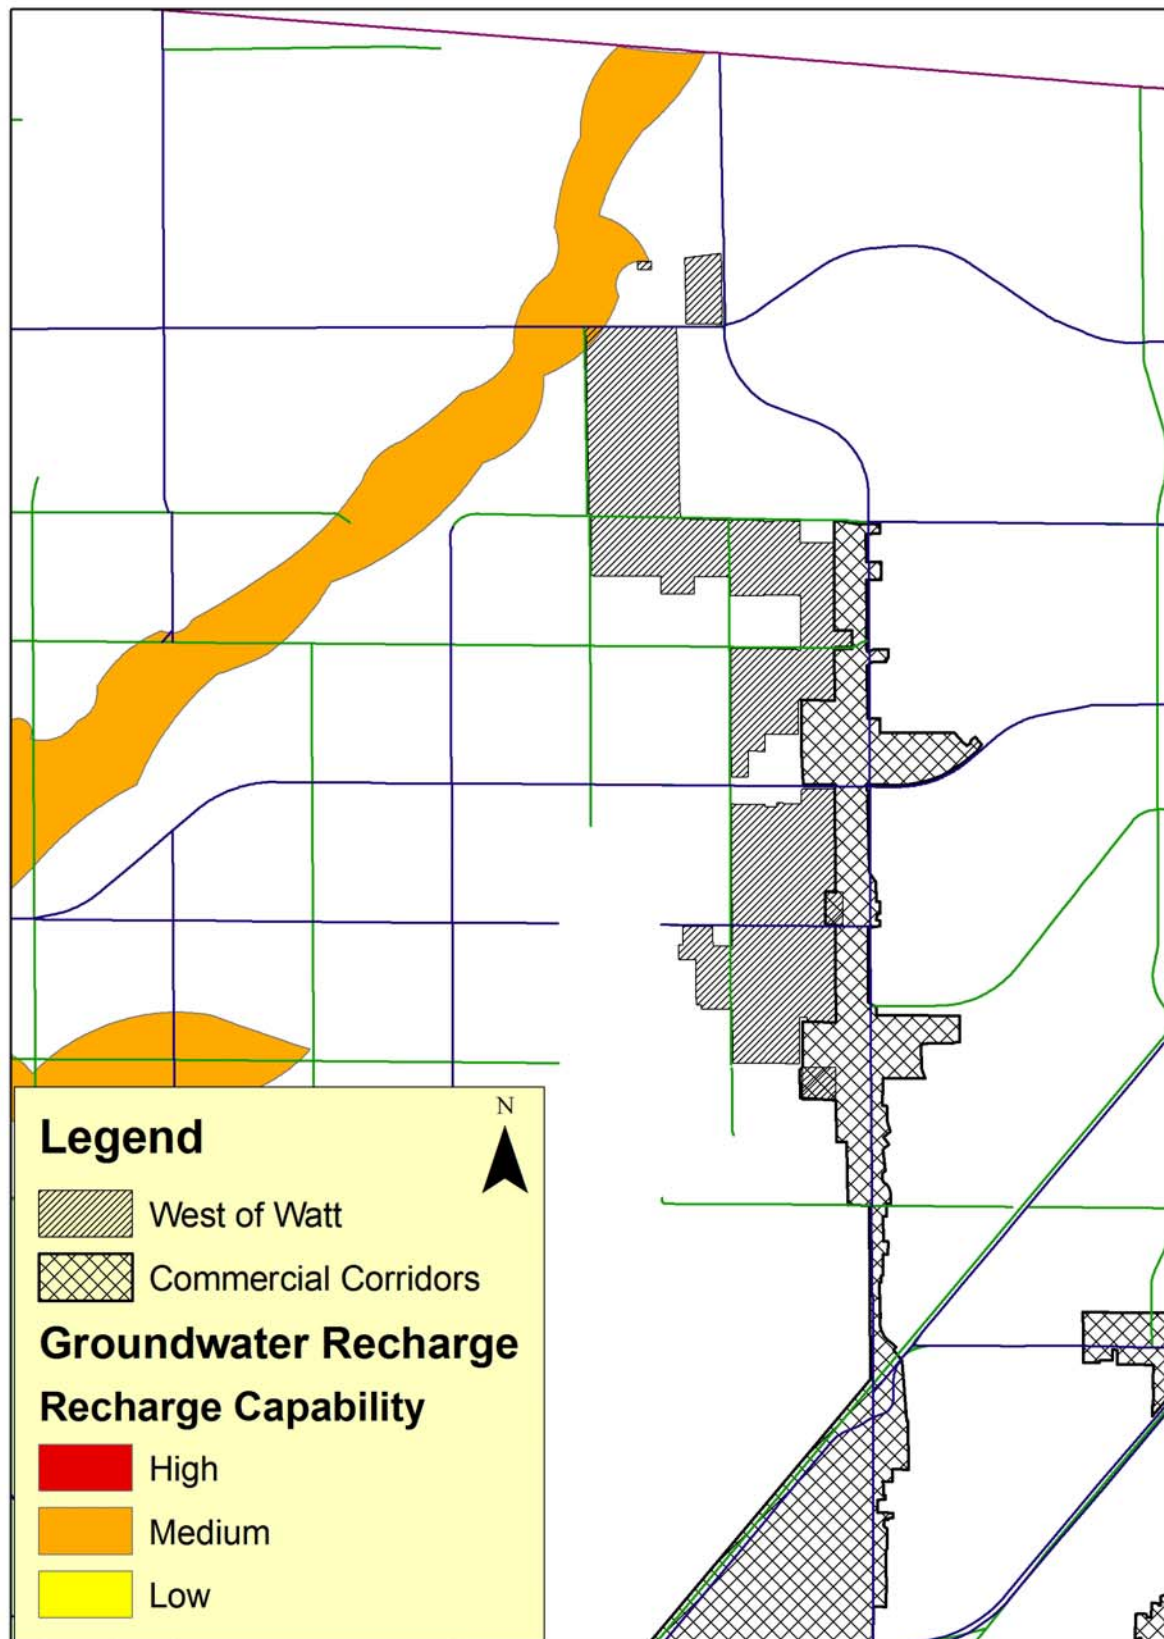 N
Legend
West of Watt
Commercial Corridors
Groundwater Recharge
Recharge Capability
High
Medium
Low